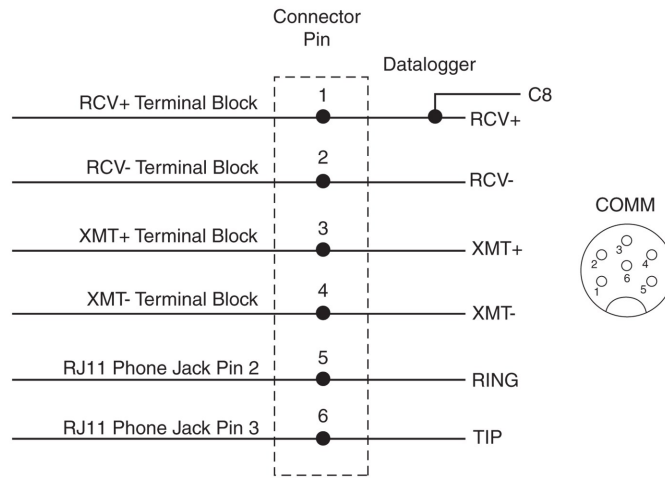 Connector
Pin
Datalogger
RCV+ Terminal Block
1
C8
RCV+
RCV- Terminal Block
2
RCV-
XMT+ Terminal Block
3
XMT+
XMT- Terminal Block
4
XMT-
RJ11 Phone Jack Pin 2
5
RING
RJ11 Phone Jack Pin 3
6
TIP
COMM
3
2
4
6
1
5